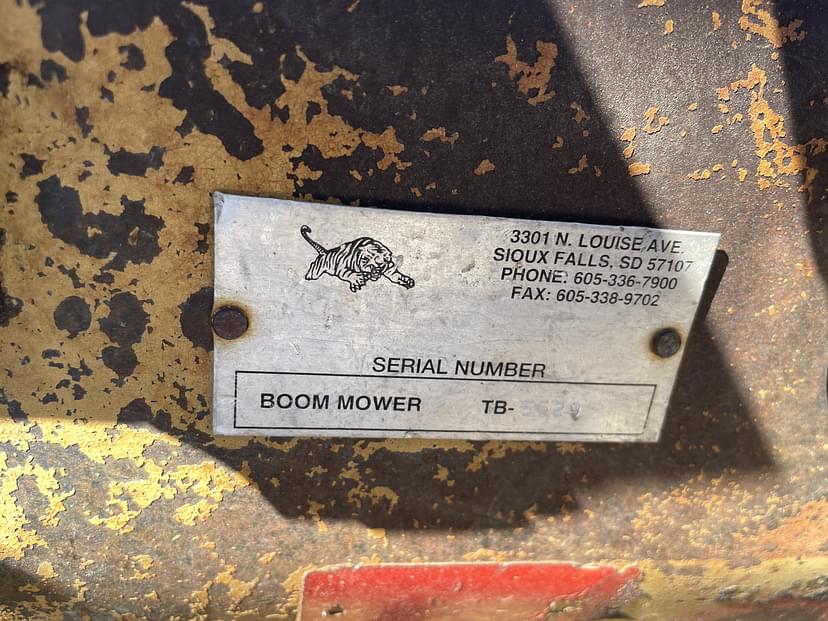 3301 N. LOUISE AVE.
SIOUX FALLS, SD 57107
PHONE: 605-336-7900
FAX: 605-338-9702
SERIAL NUMBER
BOOM MOWER TB-